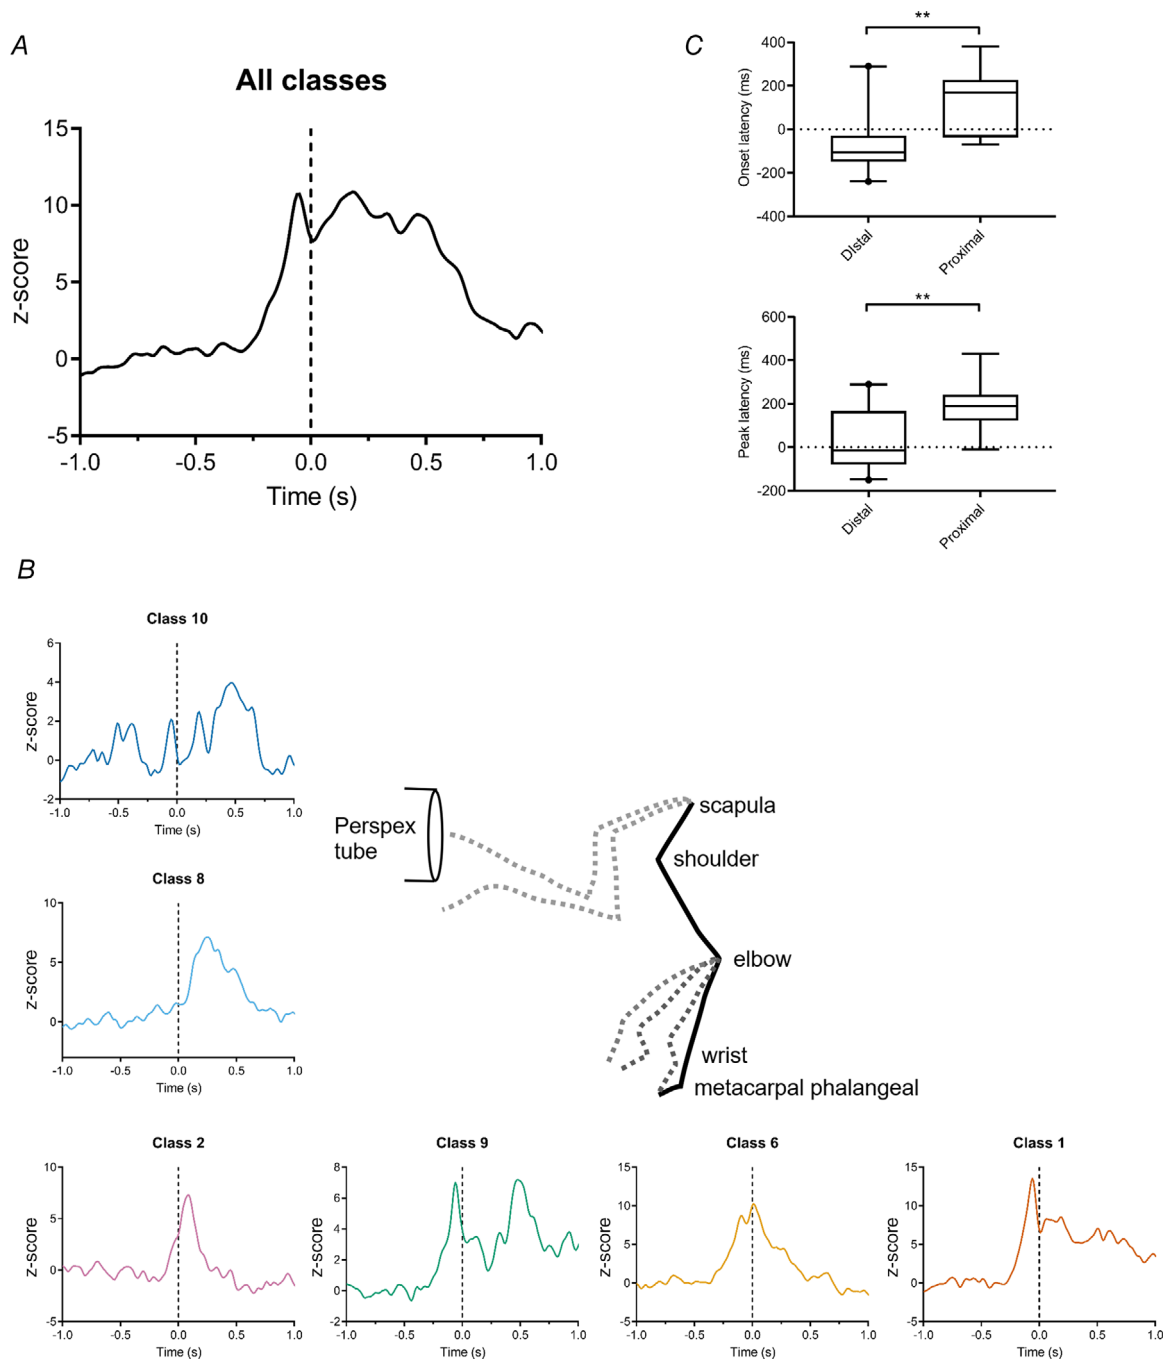 A
All classes
15
10
5
0
-5
z-score
-1.0 -0.5 0.0 0.5 1.0
Time (s)
C
**
400
200
0
-200
-400
Onset latency (ms)
DIstal Proximal
**
600
400
200
0
-200
Peak latency (ms)
Distal Proximal
B
Class 10
6
4
2
0
-2
z-score
-1.0 -0.5 0.0 0.5 1.0
Time (s)
Class 8
10
5
0
z-score
-1.0 -0.5 0.0 0.5 1.0
Time (s)
Perspex
tube
scapula
shoulder
elbow
wrist
metacarpal phalangeal
Class 2
10
5
0
-5
z-score
-1.0 -0.5 0.0 0.5 1.0
Time (s)
Class 9
8
6
4
2
0
-2
z-score
-1.0 -0.5 0.0 0.5 1.0
Time (s)
Class 6
15
10
5
0
-5
z-score
-1.0 -0.5 0.0 0.5 1.0
Time (s)
Class 1
15
10
5
0
-5
z-score
-1.0 -0.5 0.0 0.5 1.0
Time (s)